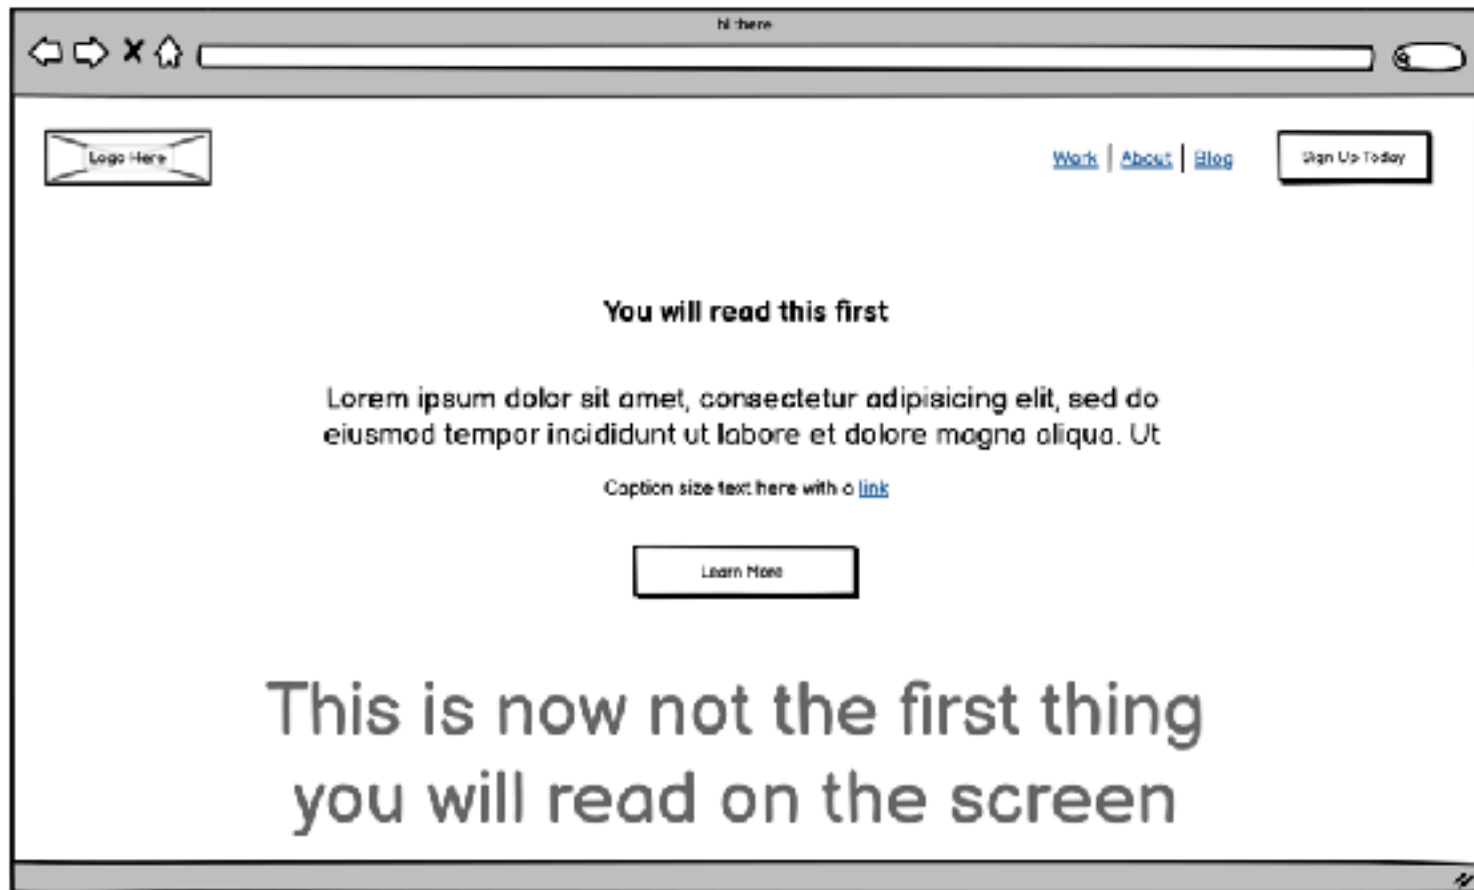 hi there
Logo Here
Work | About | Blog
Sign Up Today
You will read this first
Lorem ipsum dolor sit amet, consectetur adipisicing elit, sed do
eiusmod tempor incididunt ut labore et dolore magna aliqua. Ut
Caption size text here with a link
Learn More
This is now not the first thing
you will read on the screen